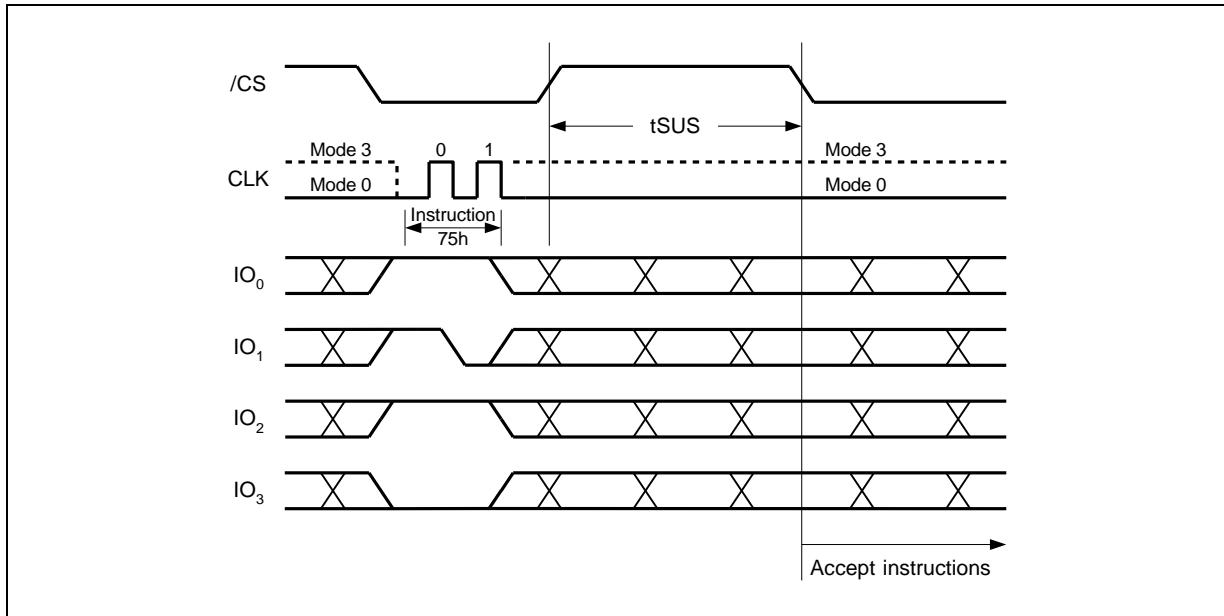 /CS
tSUS
Mode 3 0 1 Mode 3
CLK
Mode 0 Mode 0
Instruction
75h
IO0
IO1
IO2
IO3
Accept instructions